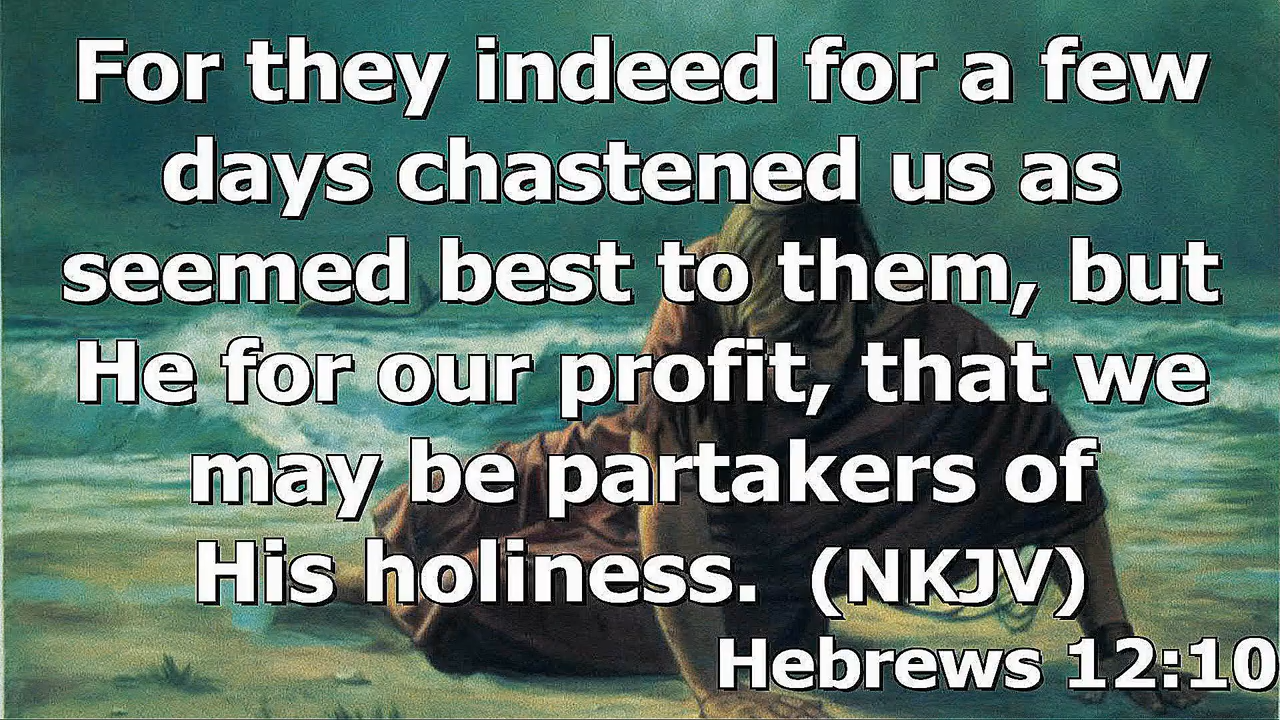 For they indeed for a few
days chastened us as
seemed best to them, but
He for our profit, that we
may be partakers of
His holiness. (NKJV)
Hebrews 12:10